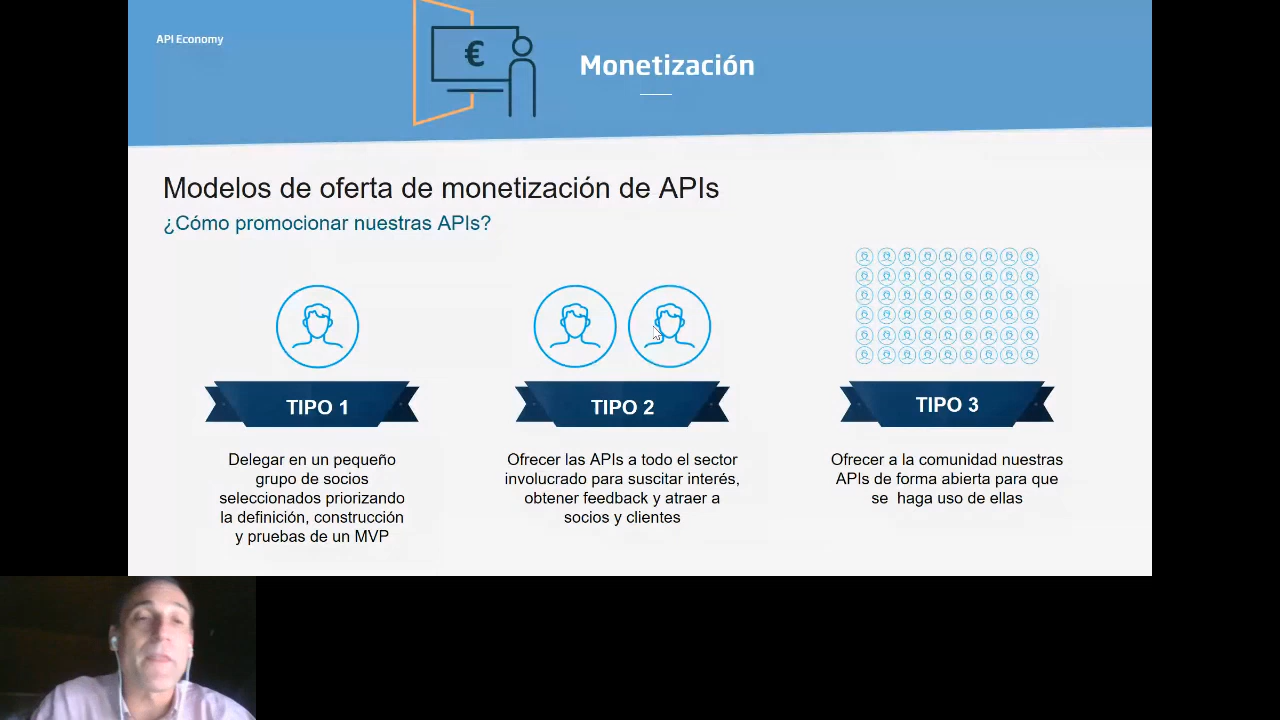 API Economy
€
Monetización
Modelos de oferta de monetización de APIs
¿Cómo promocionar nuestras APIs?
TIPO 1
Delegar en un pequeño
grupo de socios
seleccionados priorizando
la definición, construcción
y pruebas de un MVP
TIPO 2
Ofrecer las APIs a todo el sector
involucrado para suscitar interés,
obtener feedback y atraer a
socios y clientes
TIPO 3
Ofrecer a la comunidad nuestras
APIs de forma abierta para que
se haga uso de ellas